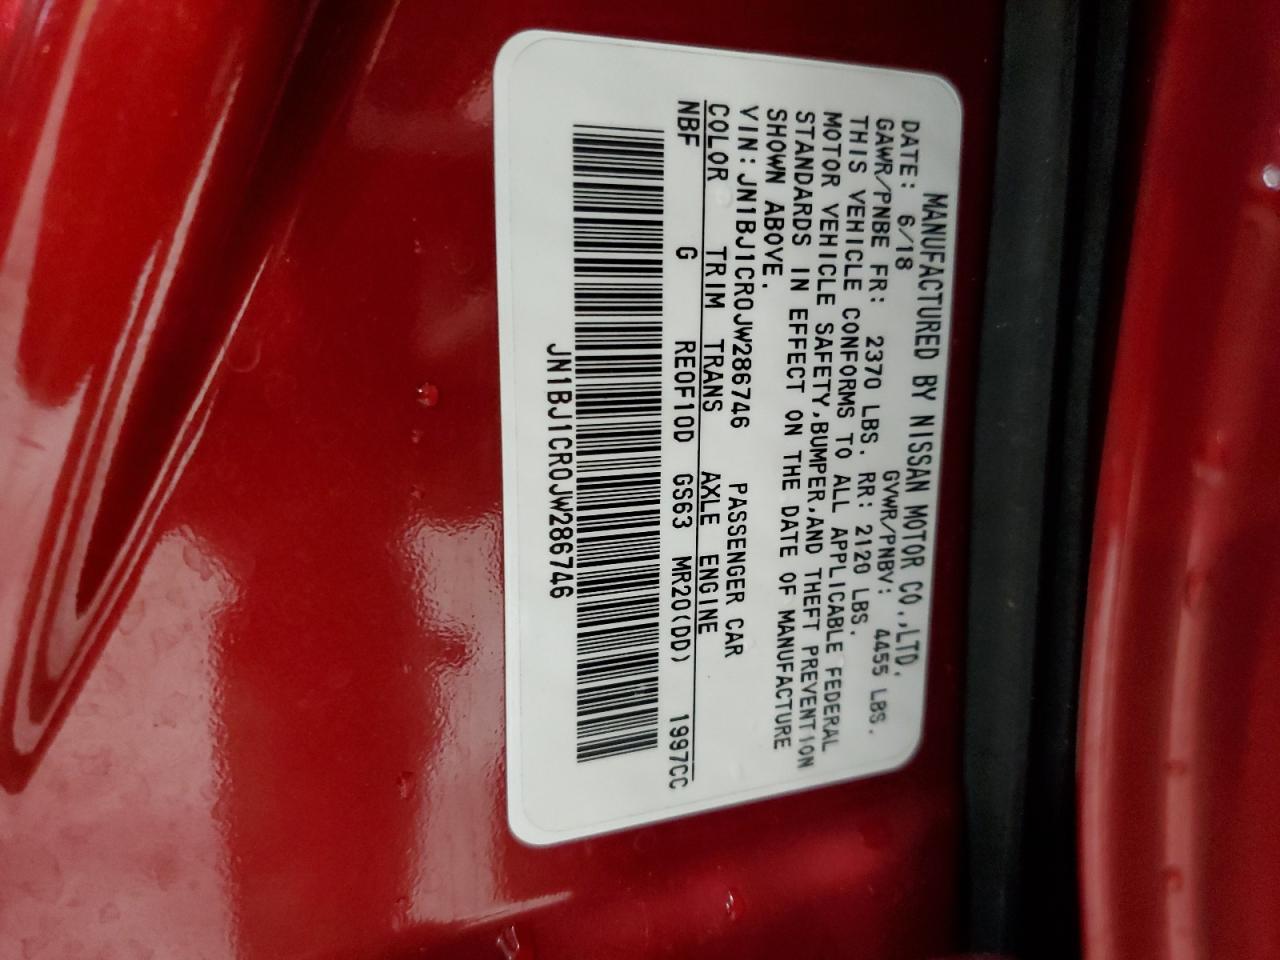 MANUFACTURED BY NISSAN MOTOR CO.,LTD.
DATE: 6/18 GVWR/PNBV: 4455 LBS.
GAWR/PNBE FR: 2370 LBS. RR: 2120 LBS.
THIS VEHICLE CONFORMS TO ALL APPLICABLE FEDERAL
MOTOR VEHICLE SAFETY,BUMPER,AND THEFT PREVENTION
STANDARDS IN EFFECT ON THE DATE OF MANUFACTURE
SHOWN ABOVE.
VIN:JN1BJ1CR0JW286746 PASSENGER CAR
COLOR TRIM TRANS AXLE ENGINE
NBF G RE0F10D GS63 MR20(DD) 1997CC
JN1BJ1CR0JW286746